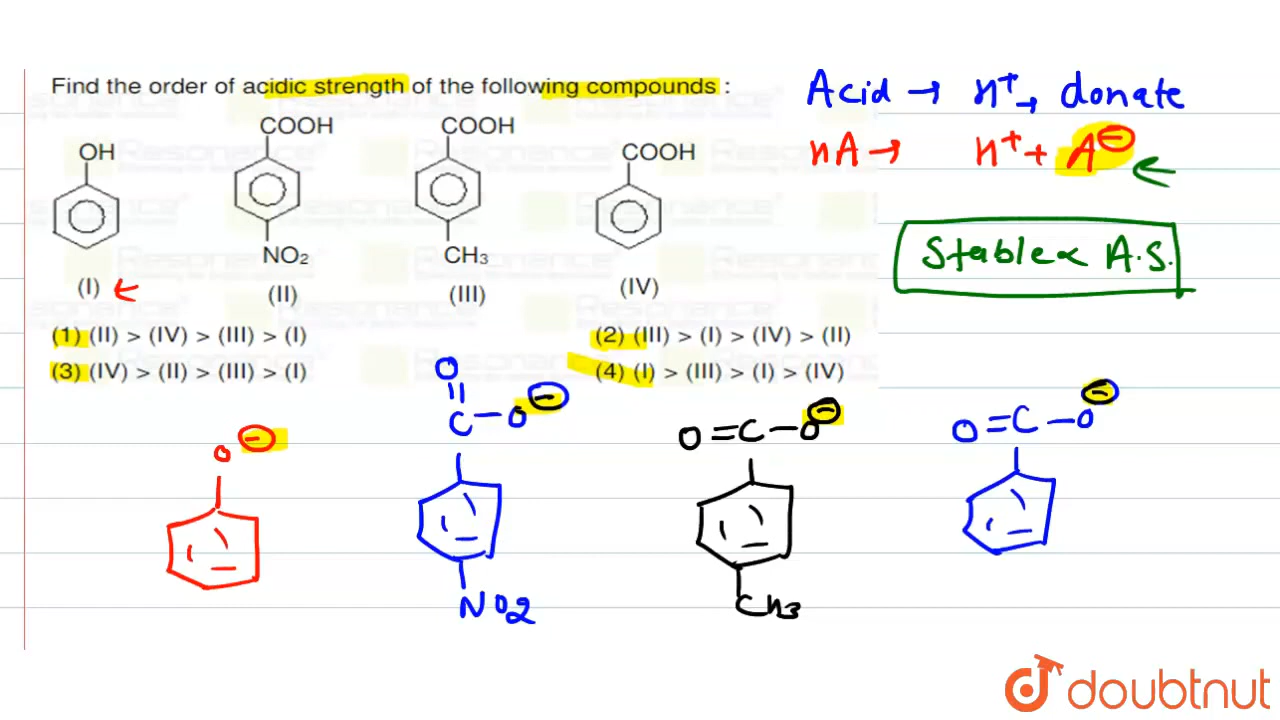 Find the order of acidic strength of the following compounds :
OH
COOH
COOH
COOH
NO2
CH3
(I)
(II)
(III)
(IV)
(1) (II) > (IV) > (III) > (I)
(2) (III) > (I) > (IV) > (II)
(3) (IV) > (II) > (III) > (I)
(4) (I) > (III) > (I) > (IV)
Acid → H+ → donate
HA → H+ + A⊖
Stable ∝ A.S.
O⊖
O
C-O⊖
NO2
O=C-O⊖
CH3
O=C-O⊖
doubtnut